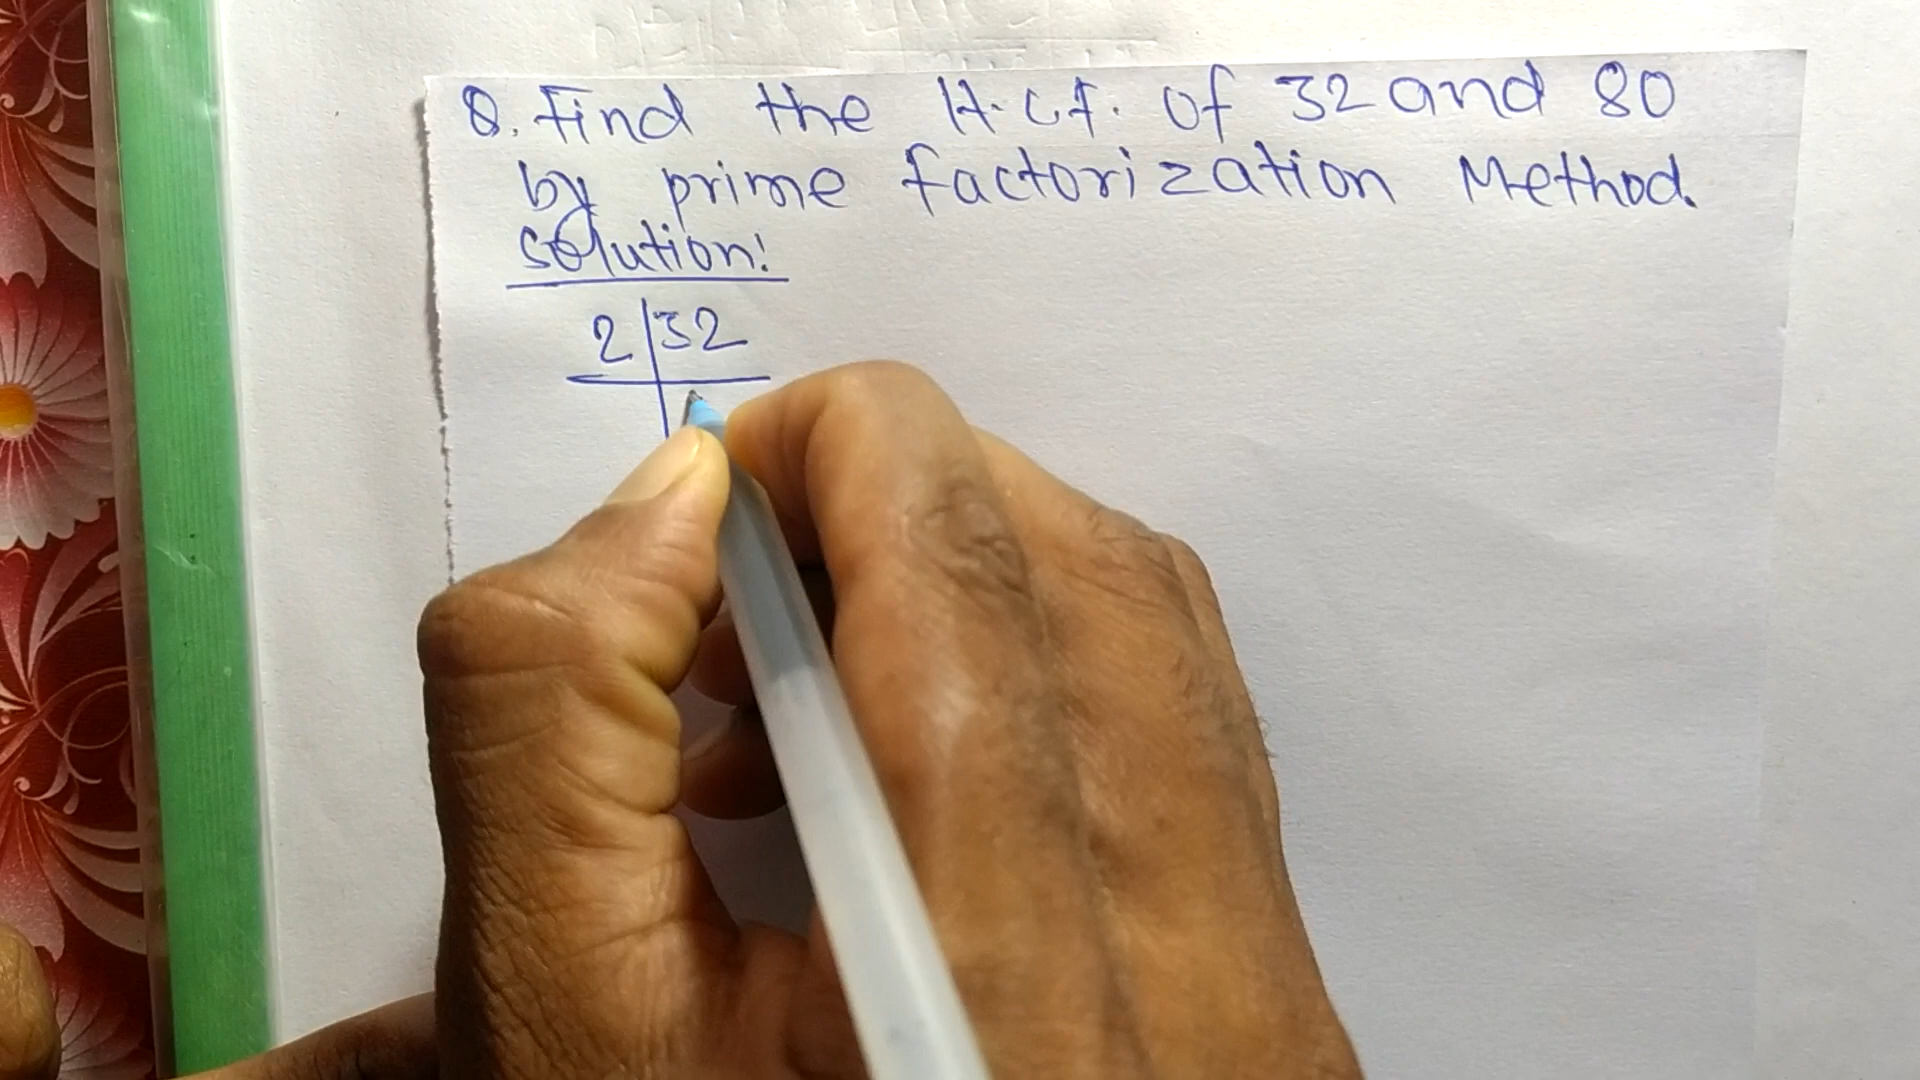 Q. Find the H.C.F. of 32 and 80
by prime factorization Method.
Solution:
2 32